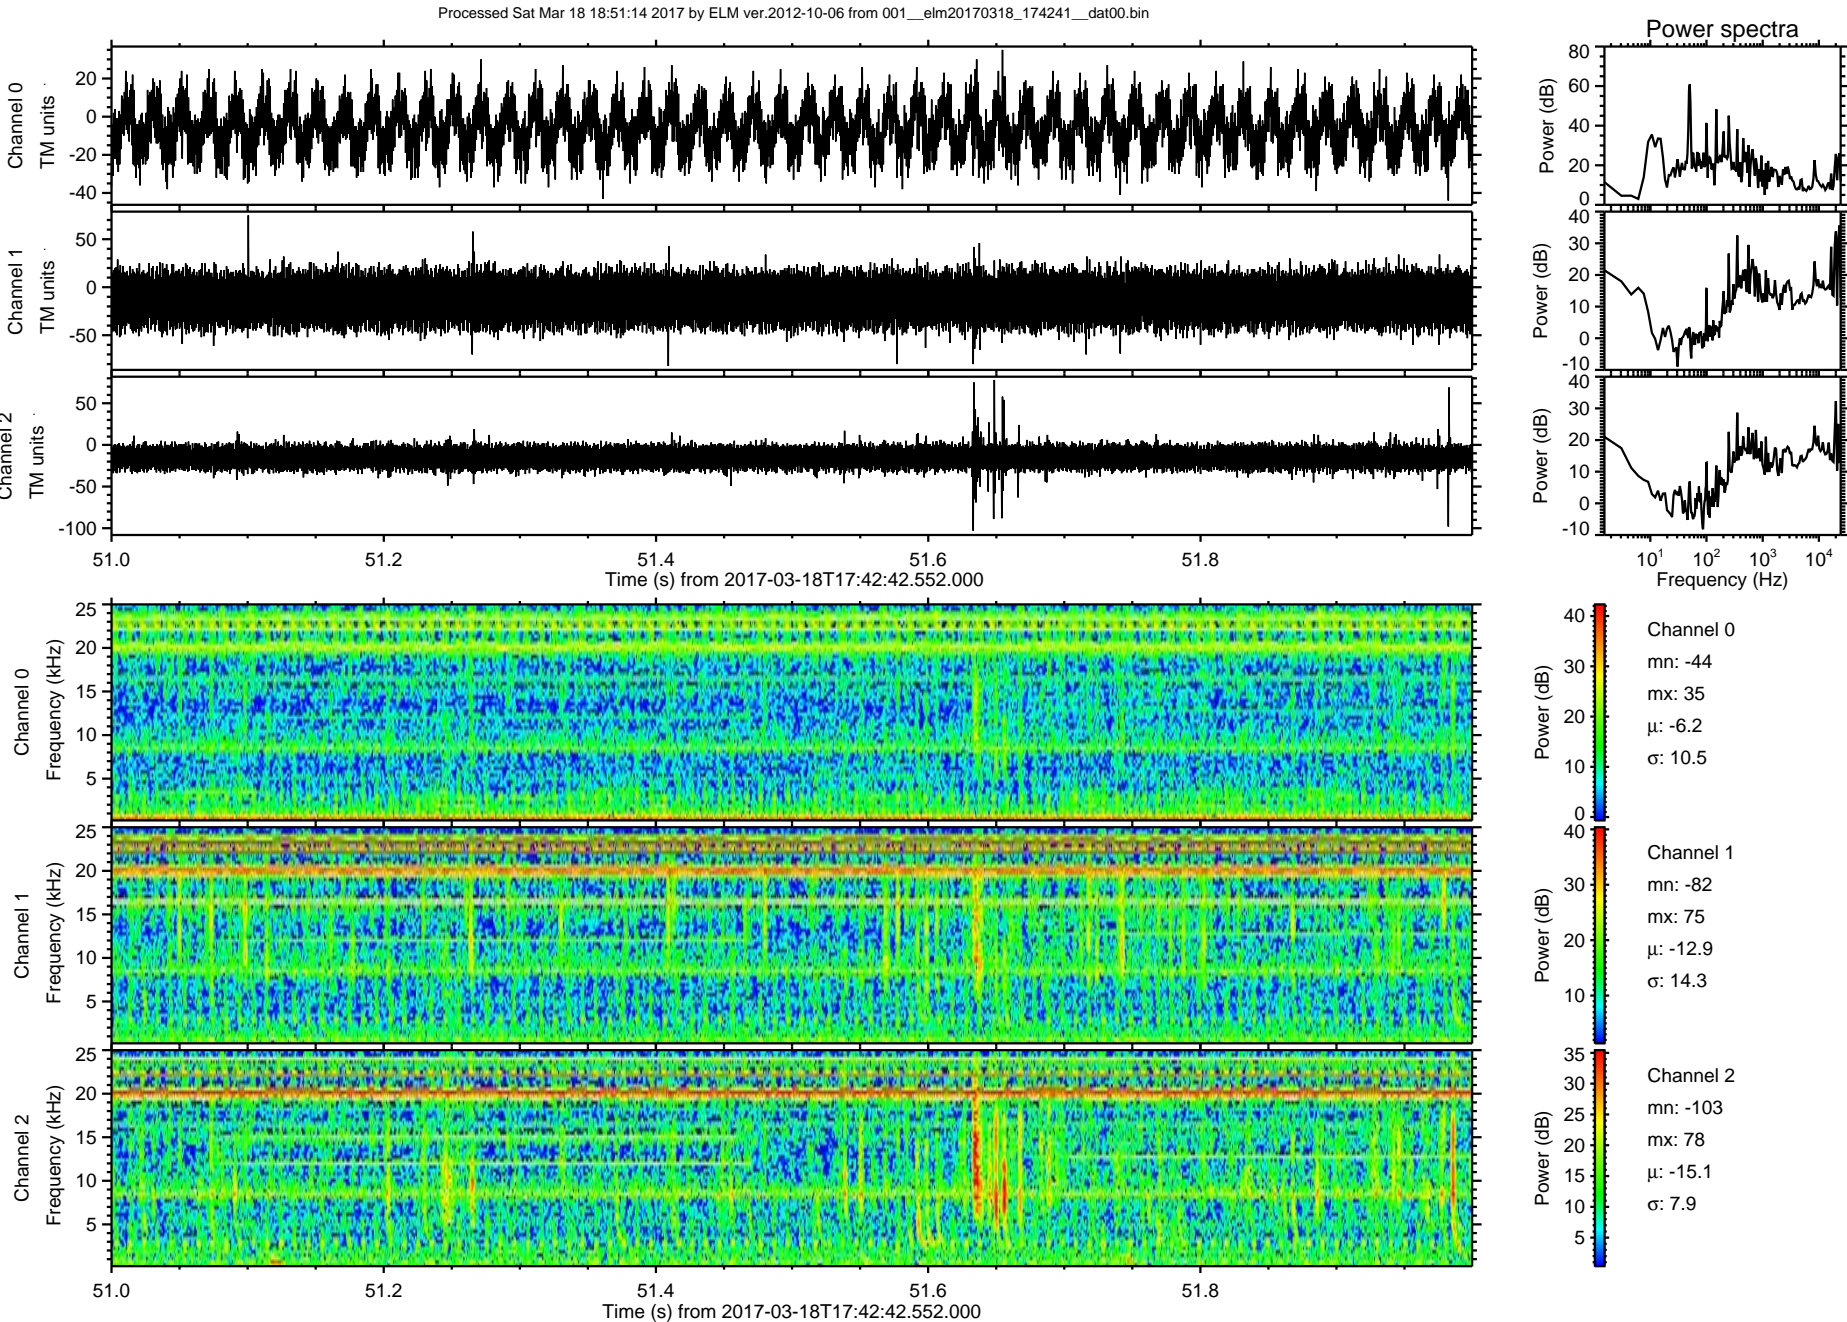 Processed Sat Mar 18 18:51:14 2017 by ELM ver.2012-10-06 from 001__elm20170318_174241__dat00.bin
Power spectra
Channel 0
TM units
20
0
-20
-40
Power (dB)
80
60
40
20
0
Channel 1
TM units
50
0
-50
Power (dB)
40
30
20
10
0
-10
Channel 2
TM units
50
0
-50
-100
Power (dB)
40
30
20
10
0
-10
51.0 51.2 51.4 51.6 51.8
Time (s) from 2017-03-18T17:42:42.552.000
10^1 10^2 10^3 10^4
Frequency (Hz)
Channel 0
Frequency (kHz)
25
20
15
10
5
Power (dB)
40
30
20
10
0
Channel 0
mn: -44
mx: 35
μ: -6.2
σ: 10.5
Channel 1
Frequency (kHz)
25
20
15
10
5
Power (dB)
40
30
20
10
Channel 1
mn: -82
mx: 75
μ: -12.9
σ: 14.3
Channel 2
Frequency (kHz)
25
20
15
10
5
Power (dB)
35
30
25
20
15
10
5
Channel 2
mn: -103
mx: 78
μ: -15.1
σ: 7.9
51.0 51.2 51.4 51.6 51.8
Time (s) from 2017-03-18T17:42:42.552.000